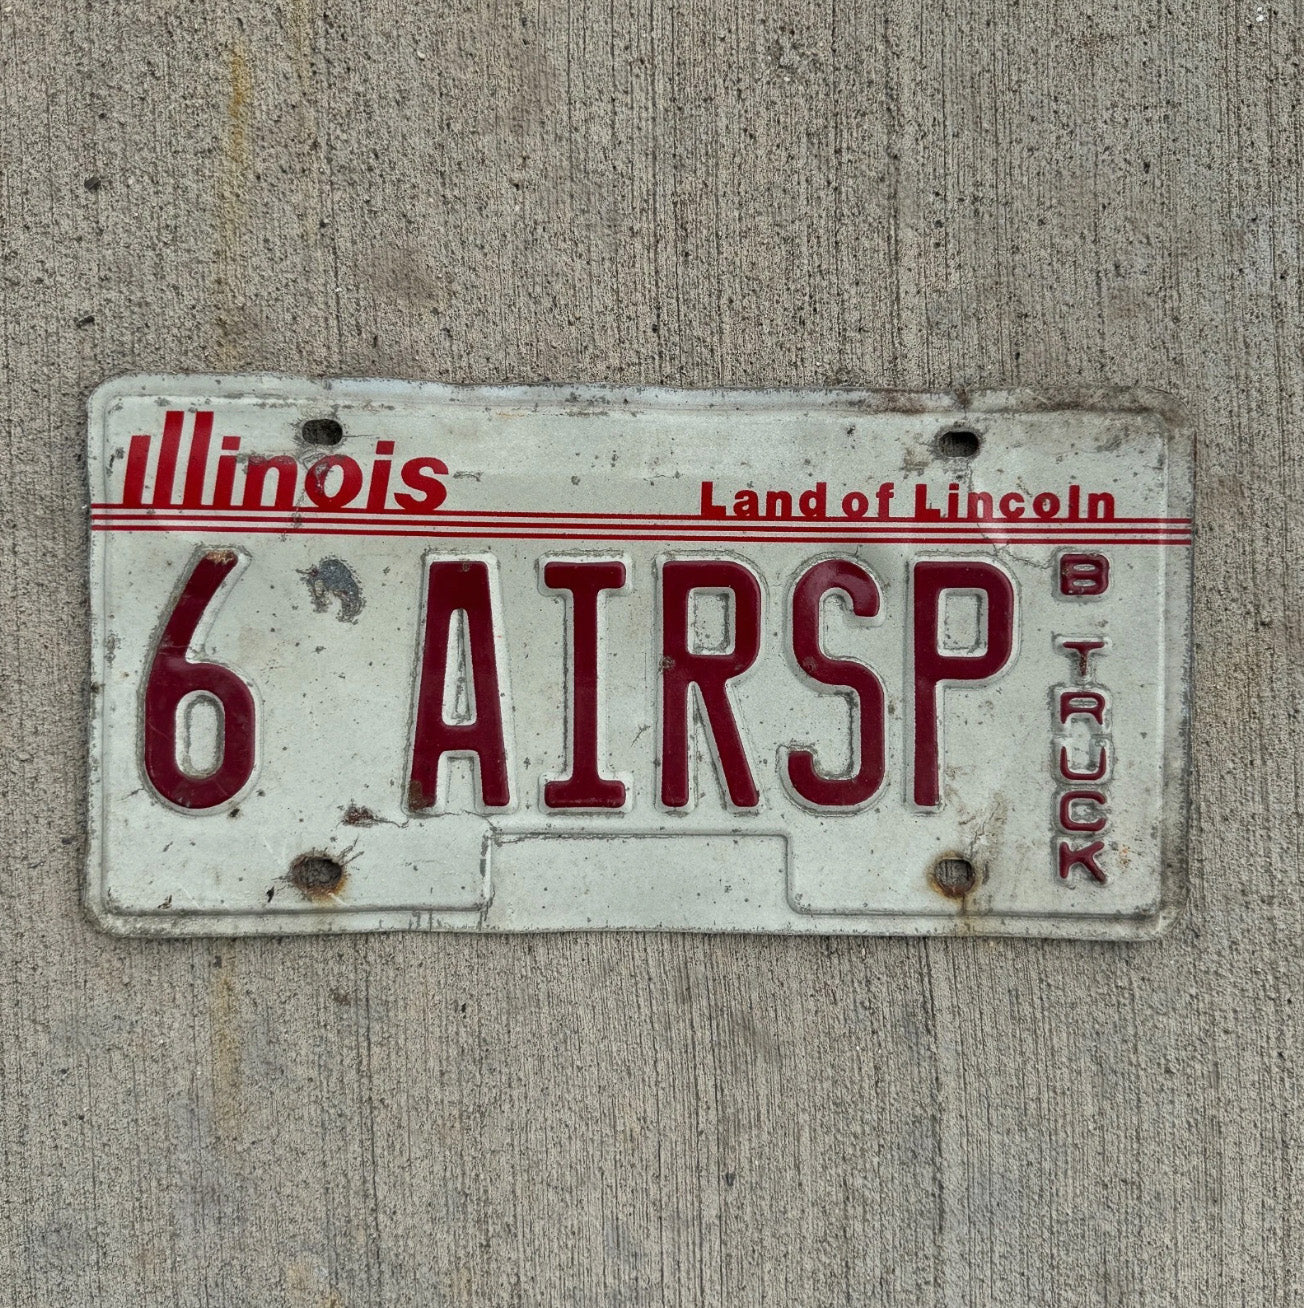 Illinois
Land of Lincoln
6 AIRSP
B TRUCK